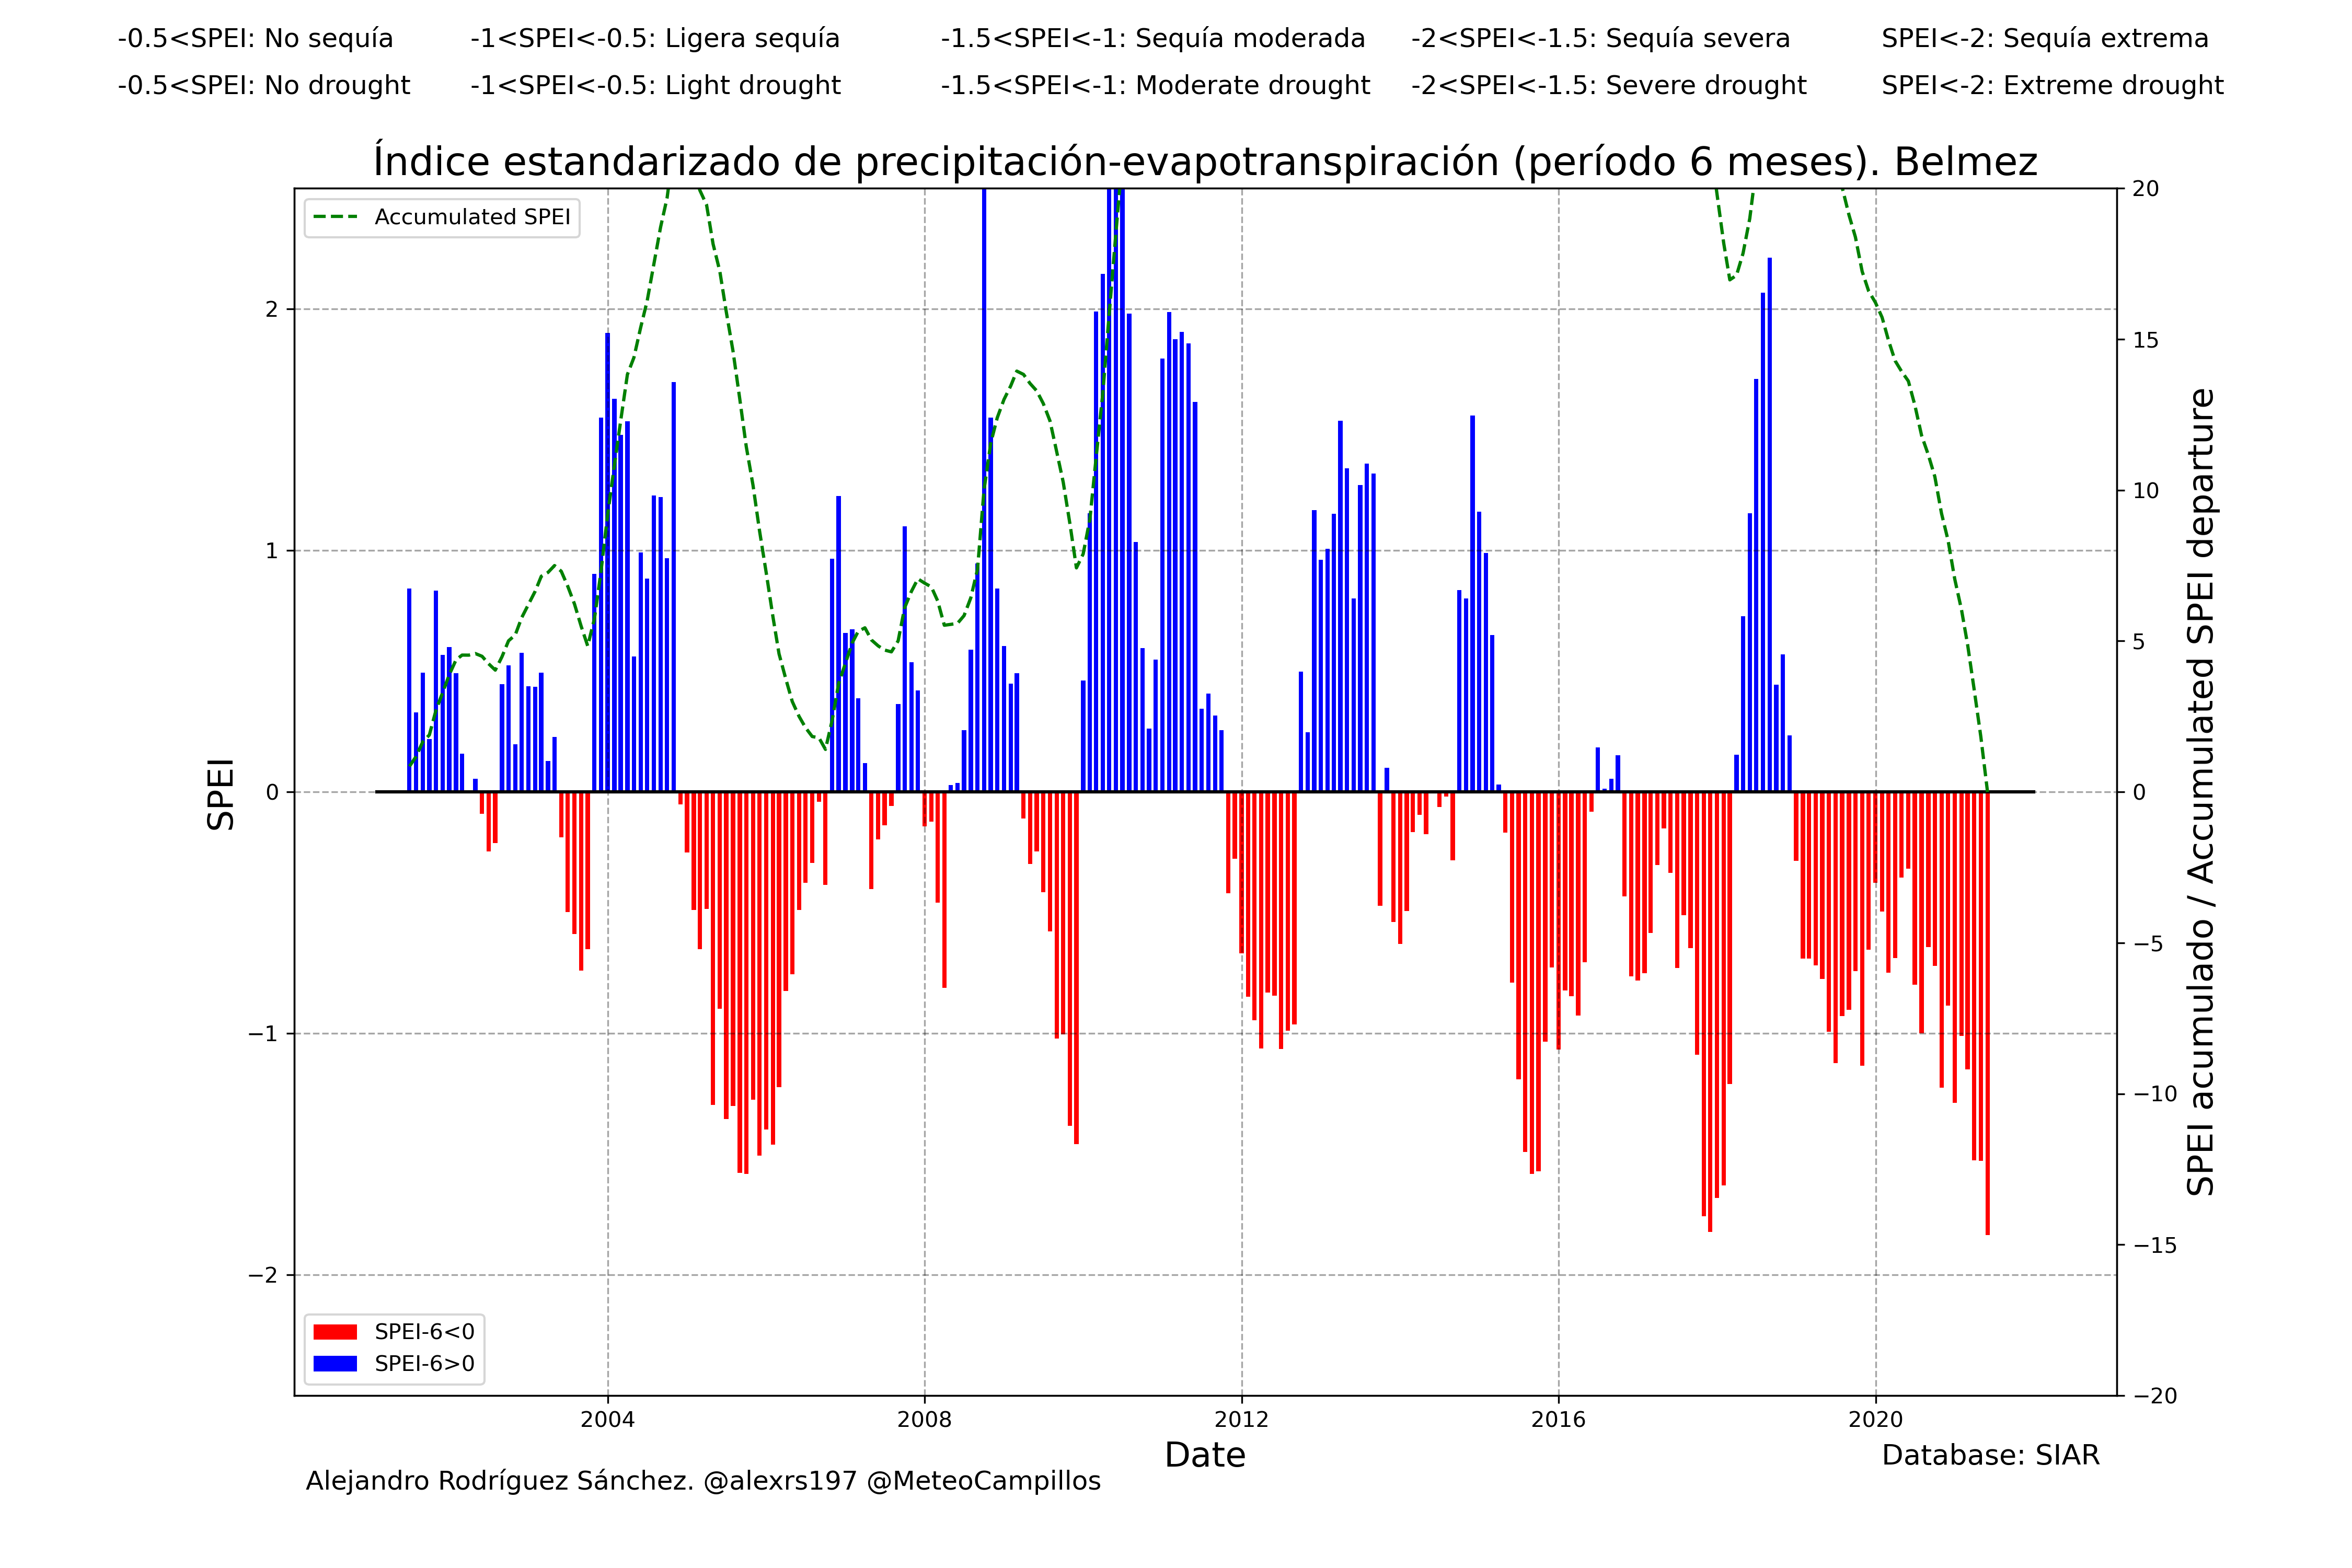 -0.5<SPEI: No sequía -1<SPEI<-0.5: Ligera sequía -1.5<SPEI<-1: Sequía moderada -2<SPEI<-1.5: Sequía severa SPEI<-2: Sequía extrema
-0.5<SPEI: No drought -1<SPEI<-0.5: Light drought -1.5<SPEI<-1: Moderate drought -2<SPEI<-1.5: Severe drought SPEI<-2: Extreme drought
Índice estandarizado de precipitación-evapotranspiración (período 6 meses). Belmez
Accumulated SPEI
2
1
0
−1
−2
SPEI
20
15
10
5
0
−5
−10
−15
−20
SPEI acumulado / Accumulated SPEI departure
SPEI-6<0
SPEI-6>0
2004 2008 2012 2016 2020
Date
Database: SIAR
Alejandro Rodríguez Sánchez. @alexrs197 @MeteoCampillos